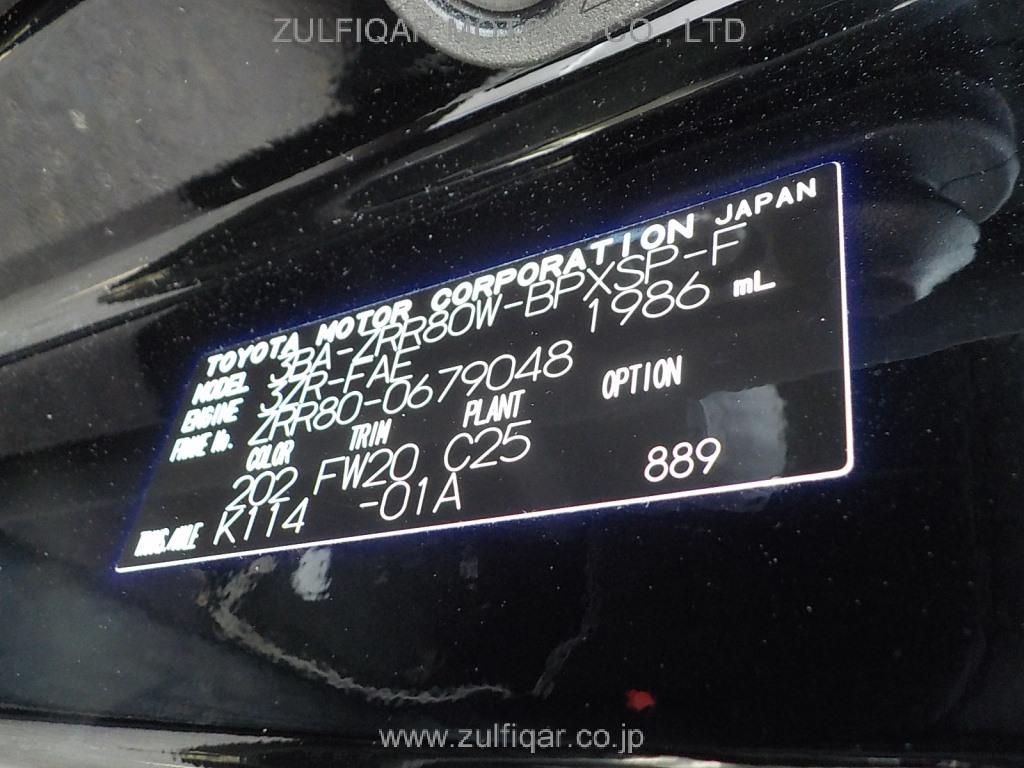 ZULFIQAR MOTORS CO., LTD
TOYOTA MOTOR CORPORATION JAPAN
MODEL 3BA-ZRR80W-BPXSP-F
ENGINE 3ZR-FAE 1986 mL
FRAME No. ZRR80-0679048
COLOR TRIM PLANT OPTION
202 FW20 C25
TRANS.AXLE K114 -01A 889
www.zulfiqar.co.jp